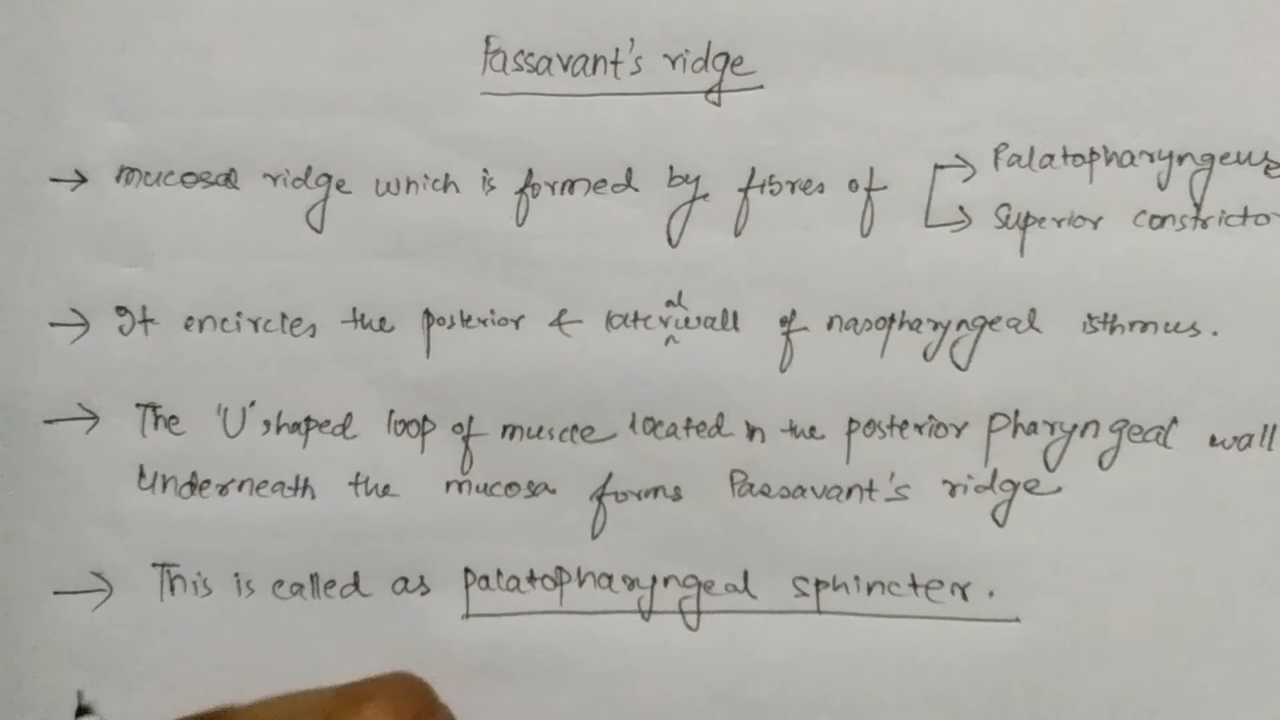 Passavant's ridge
→ mucosal ridge which is formed by fibres of → Palatopharyngeus
→ Superior constricto
→ It encircles the posterior & lateral wall of nasopharyngeal isthmus.
→ The 'U' shaped loop of muscle located in the posterior pharyngeal wall
underneath the mucosa forms Passavant's ridge
→ This is called as palatopharyngeal sphincter.